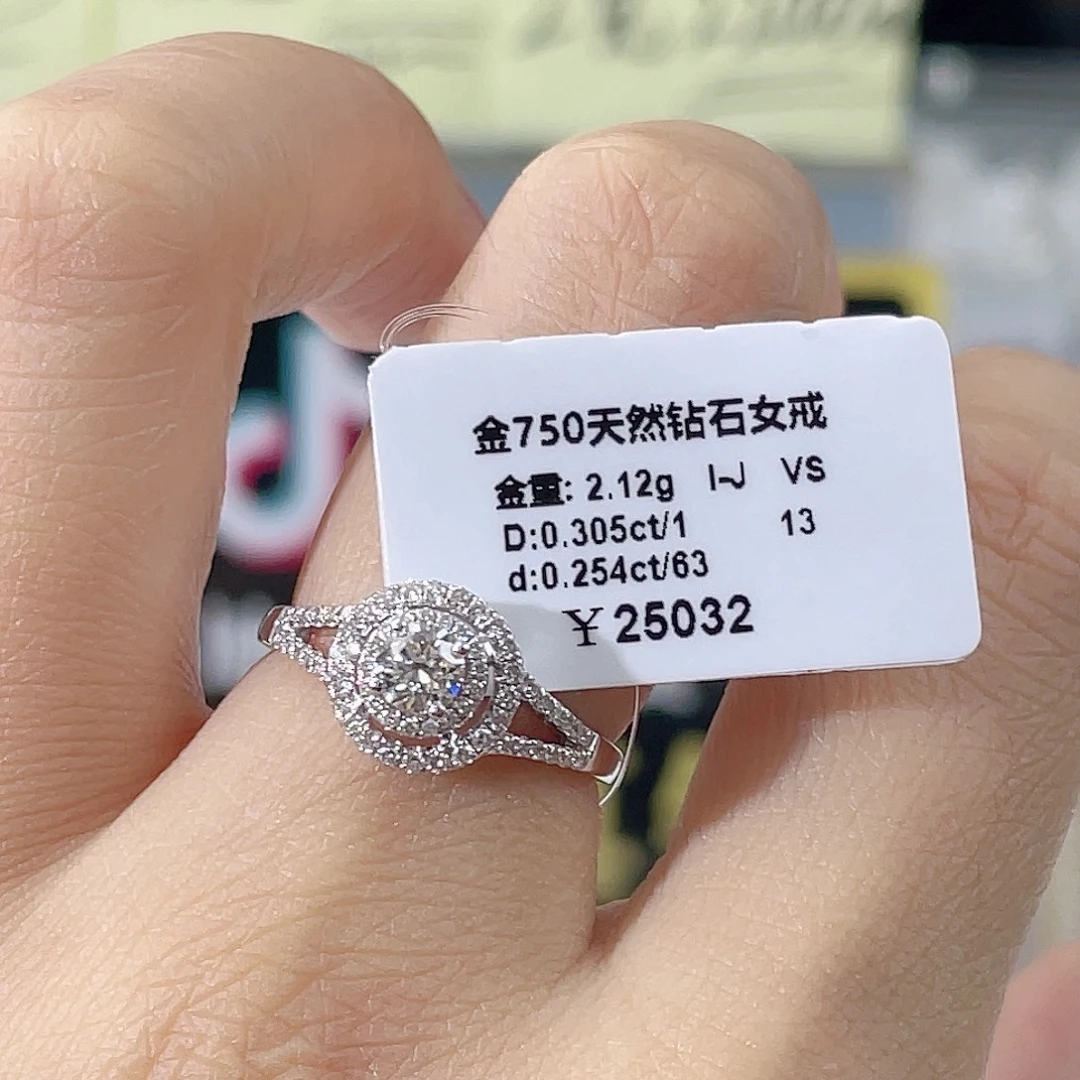 金750天然钻石女戒
金重: 2.12g I~J VS
D:0.305ct/1 13
d:0.254ct/63
￥25032